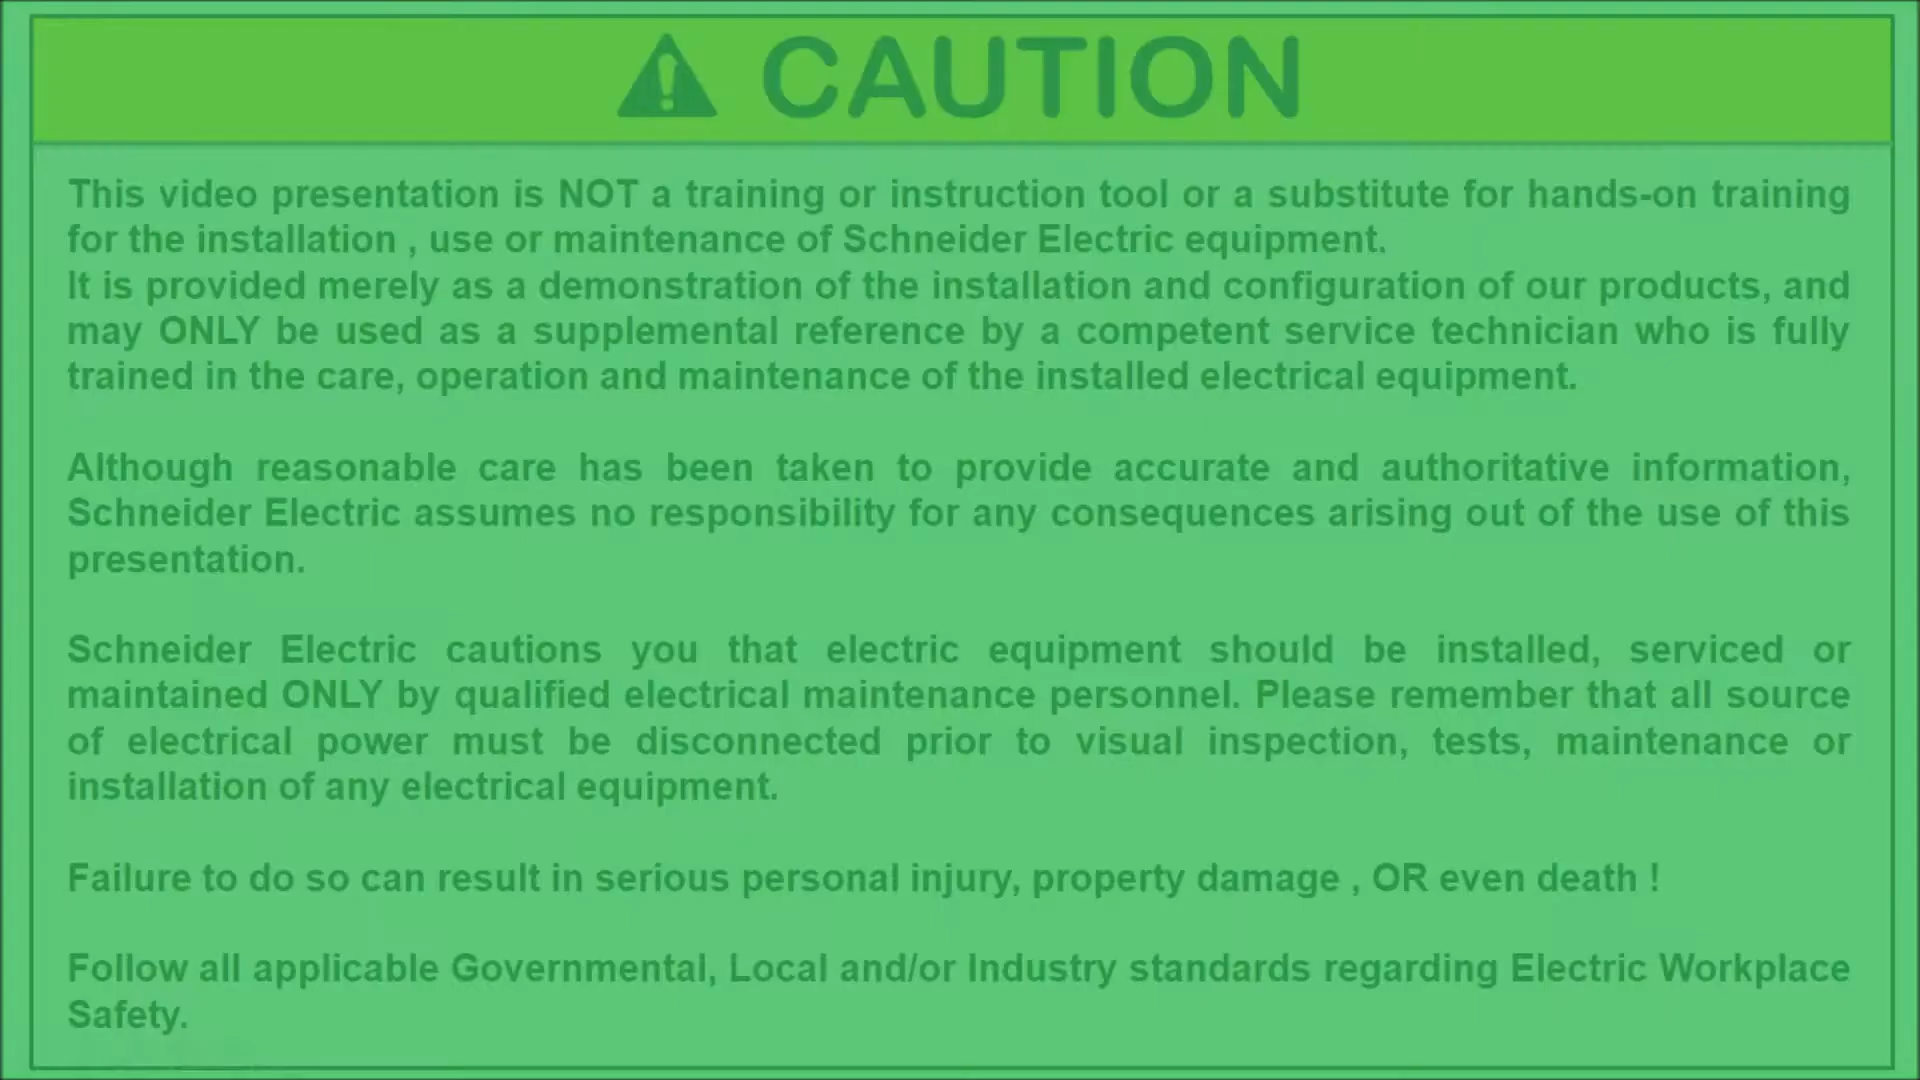 CAUTION
This video presentation is NOT a training or instruction tool or a substitute for hands-on training
for the installation , use or maintenance of Schneider Electric equipment.
It is provided merely as a demonstration of the installation and configuration of our products, and
may ONLY be used as a supplemental reference by a competent service technician who is fully
trained in the care, operation and maintenance of the installed electrical equipment.
Although reasonable care has been taken to provide accurate and authoritative information,
Schneider Electric assumes no responsibility for any consequences arising out of the use of this
presentation.
Schneider Electric cautions you that electric equipment should be installed, serviced or
maintained ONLY by qualified electrical maintenance personnel. Please remember that all source
of electrical power must be disconnected prior to visual inspection, tests, maintenance or
installation of any electrical equipment.
Failure to do so can result in serious personal injury, property damage , OR even death !
Follow all applicable Governmental, Local and/or Industry standards regarding Electric Workplace
Safety.